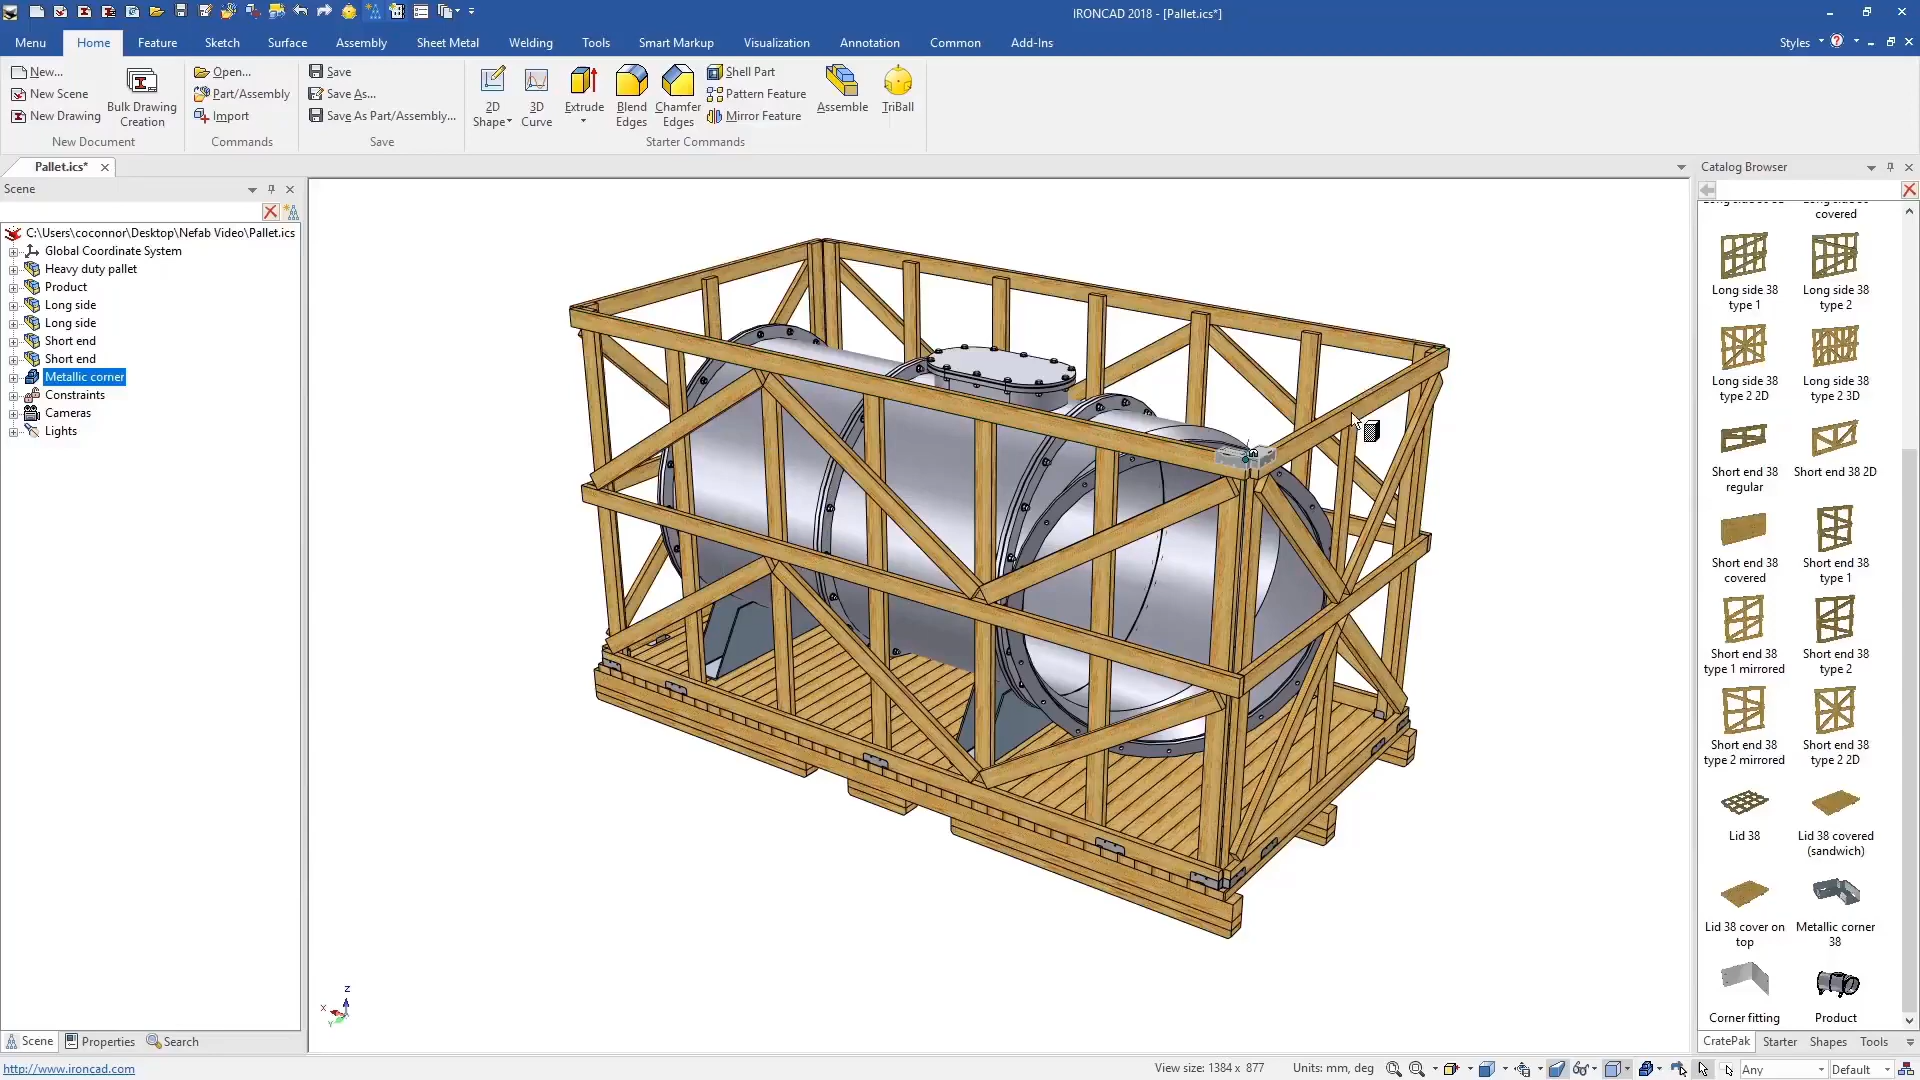 IRONCAD 2018 - [Pallet.ics*]
Menu Home Feature Sketch Surface Assembly Sheet Metal Welding Tools Smart Markup Visualization Annotation Common Add-Ins Styles
New...
New Scene
New Drawing
Bulk Drawing
Creation
New Document
Open...
Part/Assembly
Import
Commands
Save
Save As...
Save As Part/Assembly...
Save
2D
Shape
3D
Curve
Extrude
Blend
Edges
Chamfer
Edges
Shell Part
Pattern Feature
Mirror Feature
Assemble
TriBall
Starter Commands
Pallet.ics*
Scene
C:\Users\coconnor\Desktop\Nefab Video\Pallet.ics
Global Coordinate System
Heavy duty pallet
Product
Long side
Long side
Short end
Short end
Metallic corner
Constraints
Cameras
Lights
Z
X
Y
Scene Properties Search
Catalog Browser
covered
Long side 38
type 1
Long side 38
type 2
Long side 38
type 2 2D
Long side 38
type 2 3D
Short end 38
regular
Short end 38 2D
Short end 38
covered
Short end 38
type 1
Short end 38
type 1 mirrored
Short end 38
type 2
Short end 38
type 2 mirrored
Short end 38
type 2 2D
Lid 38
Lid 38 covered
(sandwich)
Lid 38 cover on
top
Metallic corner
38
Corner fitting
Product
CratePak Starter Shapes Tools
http://www.ironcad.com
View size: 1384 x 877
Units: mm, deg
Any
Default